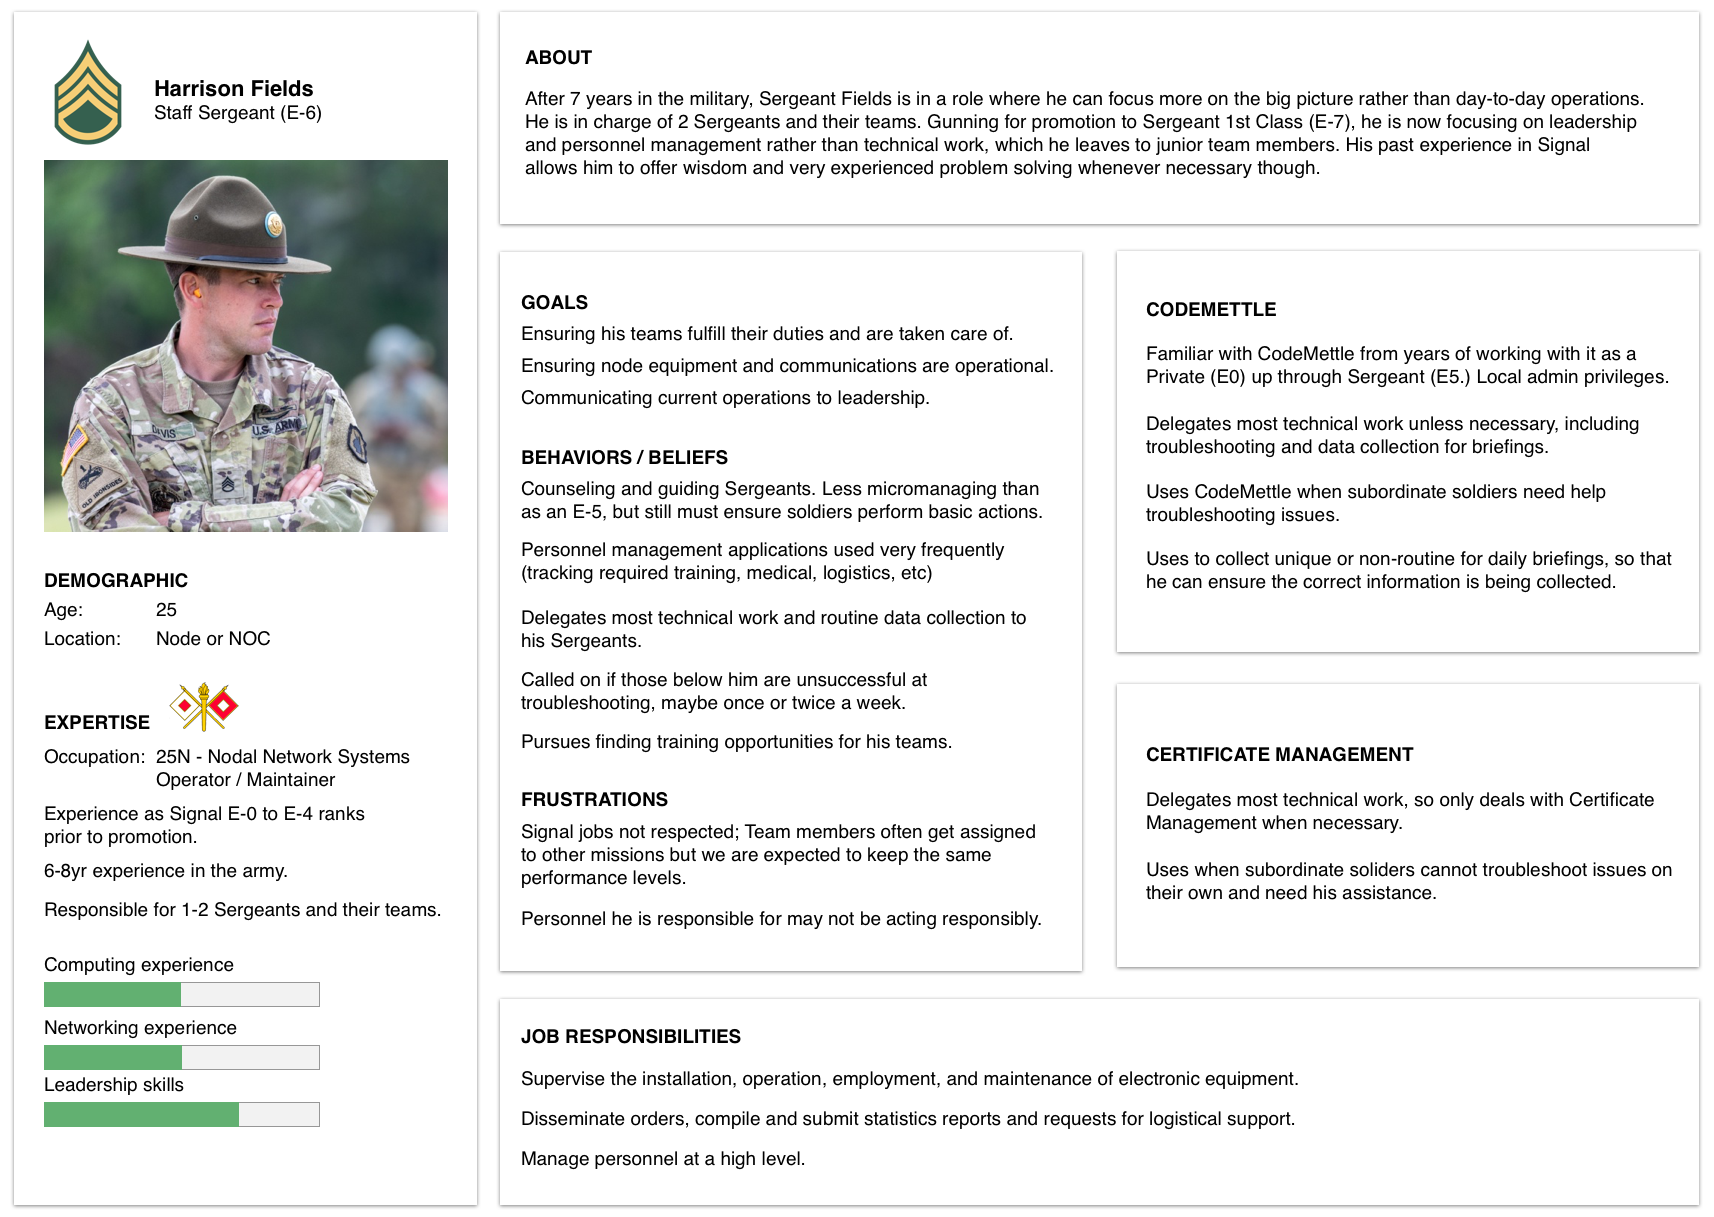 Harrison Fields
Staff Sergeant (E-6)
DAVIS
U.S. ARMY
OLD IRONSIDES
DEMOGRAPHIC
Age: 25
Location: Node or NOC
EXPERTISE
Occupation: 25N - Nodal Network Systems
Operator / Maintainer
Experience as Signal E-0 to E-4 ranks
prior to promotion.
6-8yr experience in the army.
Responsible for 1-2 Sergeants and their teams.
Computing experience
Networking experience
Leadership skills
ABOUT
After 7 years in the military, Sergeant Fields is in a role where he can focus more on the big picture rather than day-to-day operations.
He is in charge of 2 Sergeants and their teams. Gunning for promotion to Sergeant 1st Class (E-7), he is now focusing on leadership
and personnel management rather than technical work, which he leaves to junior team members. His past experience in Signal
allows him to offer wisdom and very experienced problem solving whenever necessary though.
GOALS
Ensuring his teams fulfill their duties and are taken care of.
Ensuring node equipment and communications are operational.
Communicating current operations to leadership.
BEHAVIORS / BELIEFS
Counseling and guiding Sergeants. Less micromanaging than
as an E-5, but still must ensure soldiers perform basic actions.
Personnel management applications used very frequently
(tracking required training, medical, logistics, etc)
Delegates most technical work and routine data collection to
his Sergeants.
Called on if those below him are unsuccessful at
troubleshooting, maybe once or twice a week.
Pursues finding training opportunities for his teams.
FRUSTRATIONS
Signal jobs not respected; Team members often get assigned
to other missions but we are expected to keep the same
performance levels.
Personnel he is responsible for may not be acting responsibly.
CODEMETTLE
Familiar with CodeMettle from years of working with it as a
Private (E0) up through Sergeant (E5.) Local admin privileges.
Delegates most technical work unless necessary, including
troubleshooting and data collection for briefings.
Uses CodeMettle when subordinate soldiers need help
troubleshooting issues.
Uses to collect unique or non-routine for daily briefings, so that
he can ensure the correct information is being collected.
CERTIFICATE MANAGEMENT
Delegates most technical work, so only deals with Certificate
Management when necessary.
Uses when subordinate soliders cannot troubleshoot issues on
their own and need his assistance.
JOB RESPONSIBILITIES
Supervise the installation, operation, employment, and maintenance of electronic equipment.
Disseminate orders, compile and submit statistics reports and requests for logistical support.
Manage personnel at a high level.